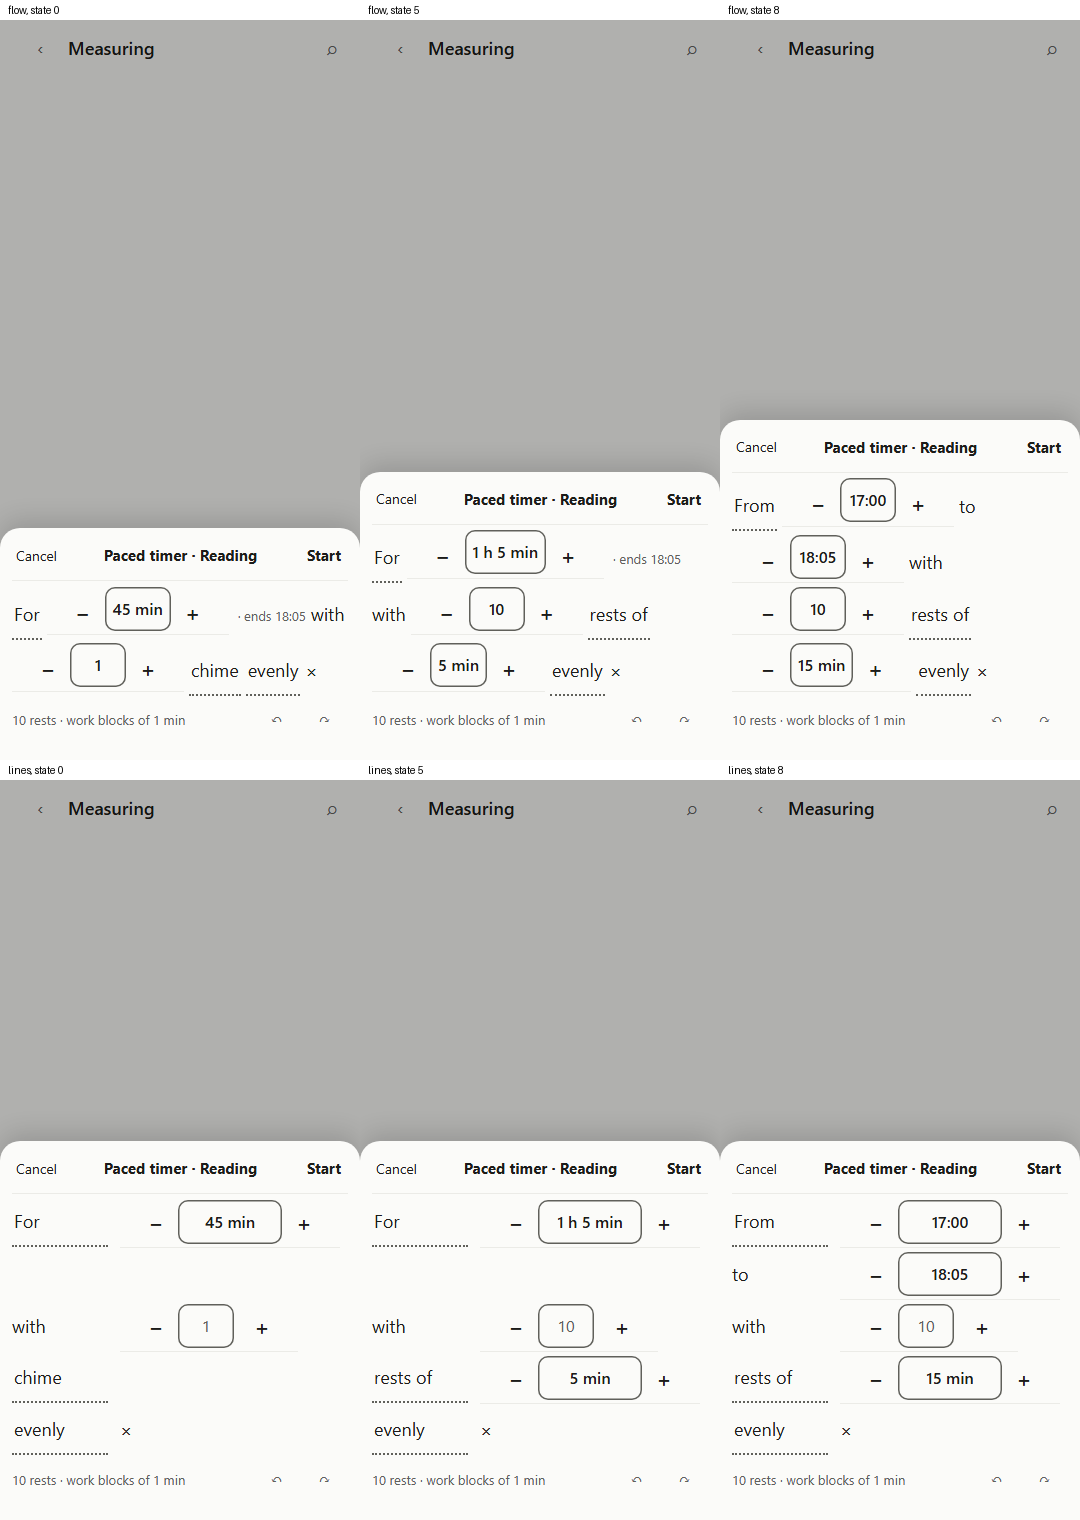 flow, state 0
‹ Measuring ⌕
Cancel Paced timer · Reading Start
For − 45 min + · ends 18:05 with
− 1 + chime evenly ×
10 rests · work blocks of 1 min ↶ ↷
flow, state 5
‹ Measuring ⌕
Cancel Paced timer · Reading Start
For − 1 h 5 min + · ends 18:05
with − 10 + rests of
− 5 min + evenly ×
10 rests · work blocks of 1 min ↶ ↷
flow, state 8
‹ Measuring ⌕
Cancel Paced timer · Reading Start
From − 17:00 + to
− 18:05 + with
− 10 + rests of
− 15 min + evenly ×
10 rests · work blocks of 1 min ↶ ↷
lines, state 0
‹ Measuring ⌕
Cancel Paced timer · Reading Start
For − 45 min +
with − 1 +
chime
evenly ×
10 rests · work blocks of 1 min ↶ ↷
lines, state 5
‹ Measuring ⌕
Cancel Paced timer · Reading Start
For − 1 h 5 min +
with − 10 +
rests of − 5 min +
evenly ×
10 rests · work blocks of 1 min ↶ ↷
lines, state 8
‹ Measuring ⌕
Cancel Paced timer · Reading Start
From − 17:00 +
to − 18:05 +
with − 10 +
rests of − 15 min +
evenly ×
10 rests · work blocks of 1 min ↶ ↷